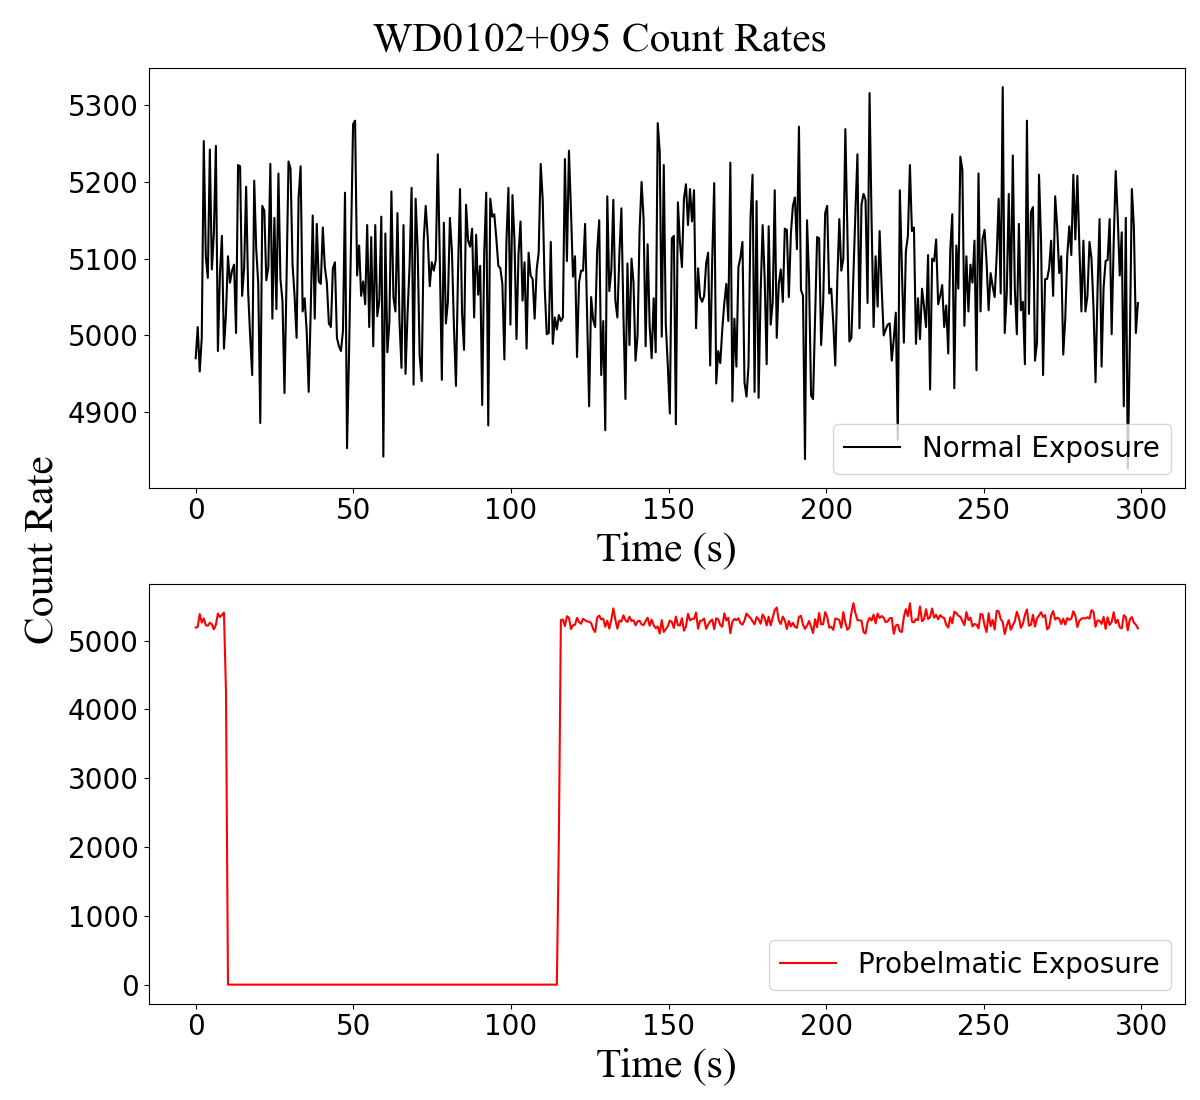 WD0102+095 Count Rates
Count Rate
5300
5200
5100
5000
4900
Normal Exposure
0 50 100 150 200 250 300
Time (s)
5000
4000
3000
2000
1000
0
Probelmatic Exposure
0 50 100 150 200 250 300
Time (s)